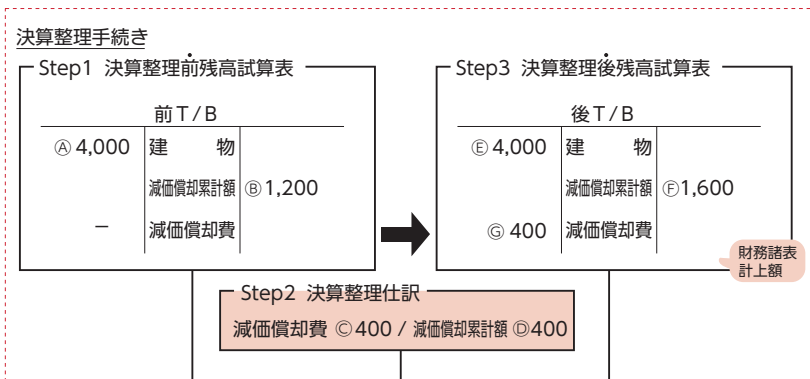 決算整理手続き
Step1 決算整理前残高試算表
前T/B
Ⓐ 4,000 建 物
減価償却累計額 Ⓑ 1,200
− 減価償却費
Step3 決算整理後残高試算表
後T/B
Ⓔ 4,000 建 物
減価償却累計額 Ⓕ1,600
Ⓖ 400 減価償却費
財務諸表
計上額
Step2 決算整理仕訳
減価償却費 Ⓒ400 / 減価償却累計額 Ⓓ400